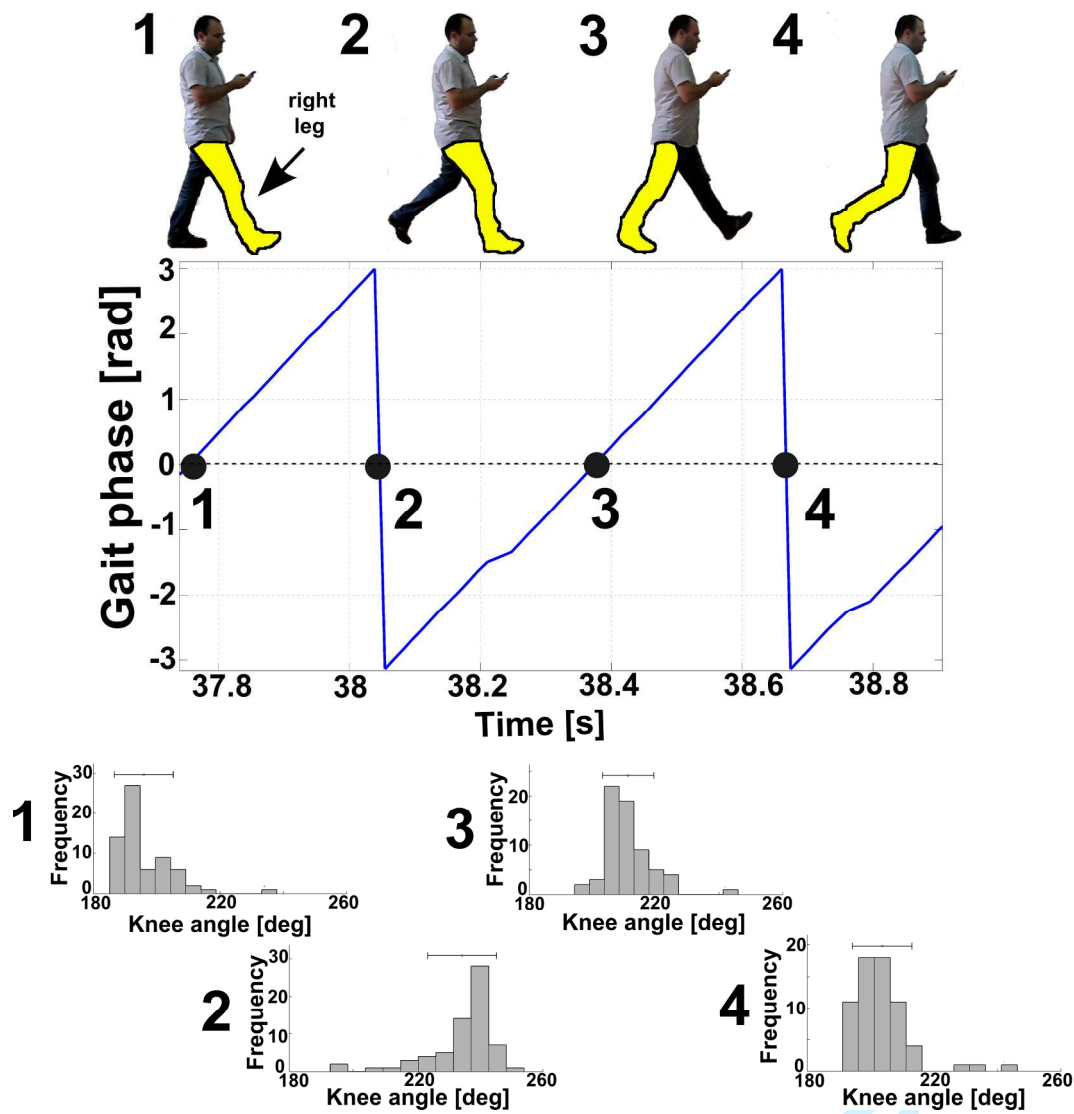 1 2 3 4
right
leg
Gait phase [rad]
3
2
1
0
-1
-2
-3
1 2 3 4
37.8 38 38.2 38.4 38.6 38.8
Time [s]
1
Frequency
30
20
10
0
180 220 260
Knee angle [deg]
3
Frequency
20
10
0
180 220 260
Knee angle [deg]
2
Frequency
30
20
10
0
180 220 260
Knee angle [deg]
4
Frequency
20
10
0
180 220 260
Knee angle [deg]